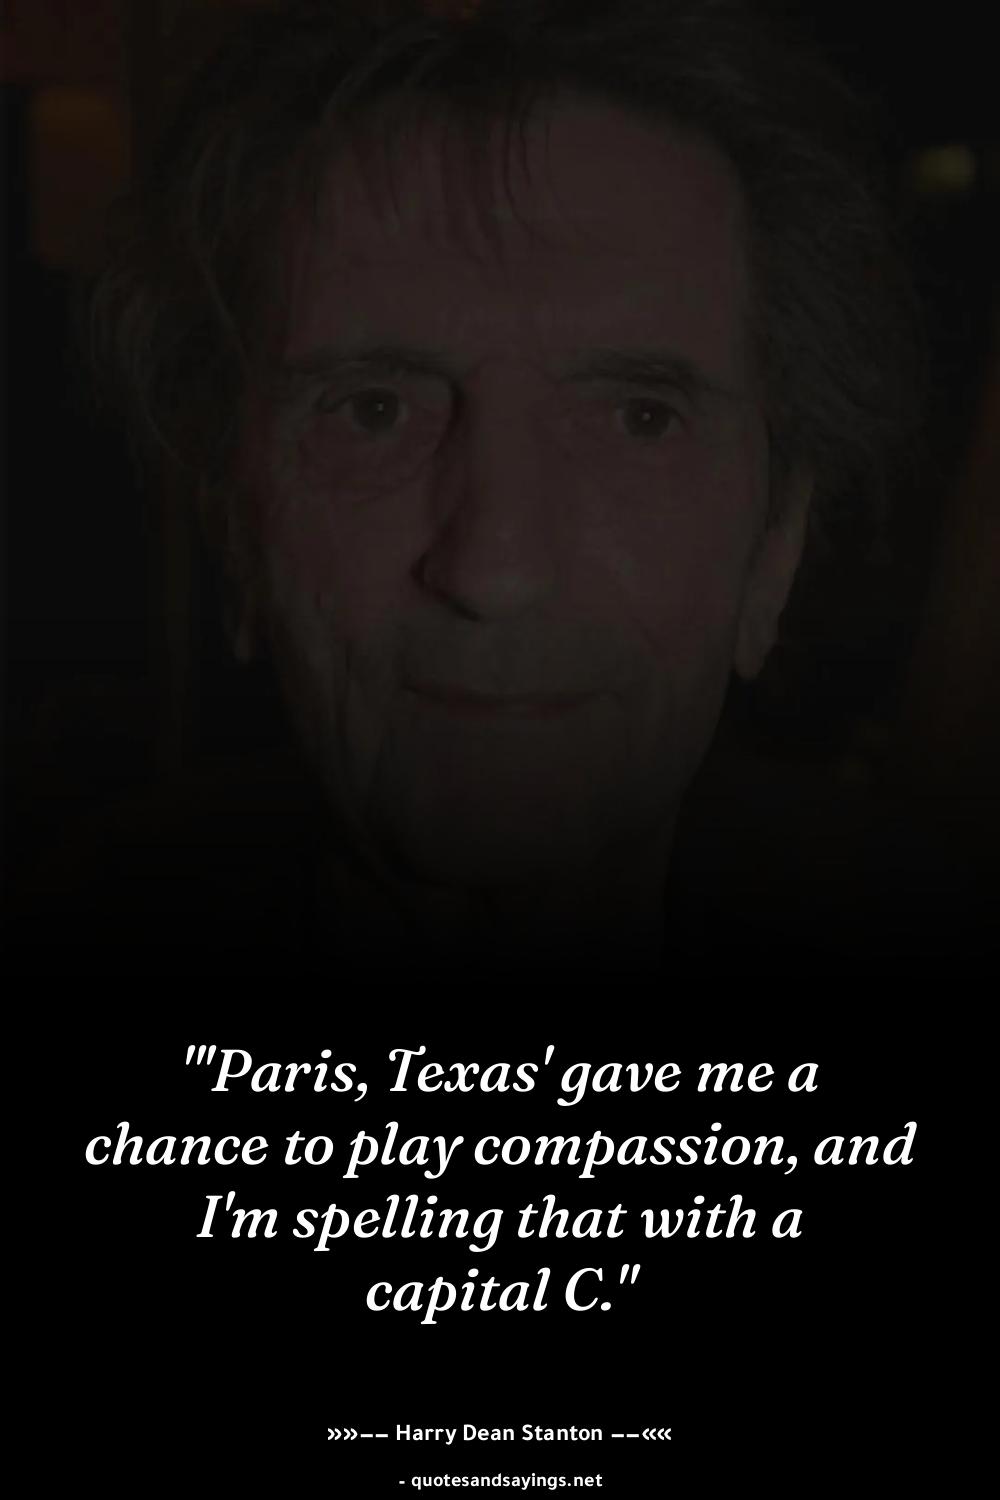 "'Paris, Texas' gave me a
chance to play compassion, and
I'm spelling that with a
capital C."
»»−− Harry Dean Stanton −−««
- quotesandsayings.net